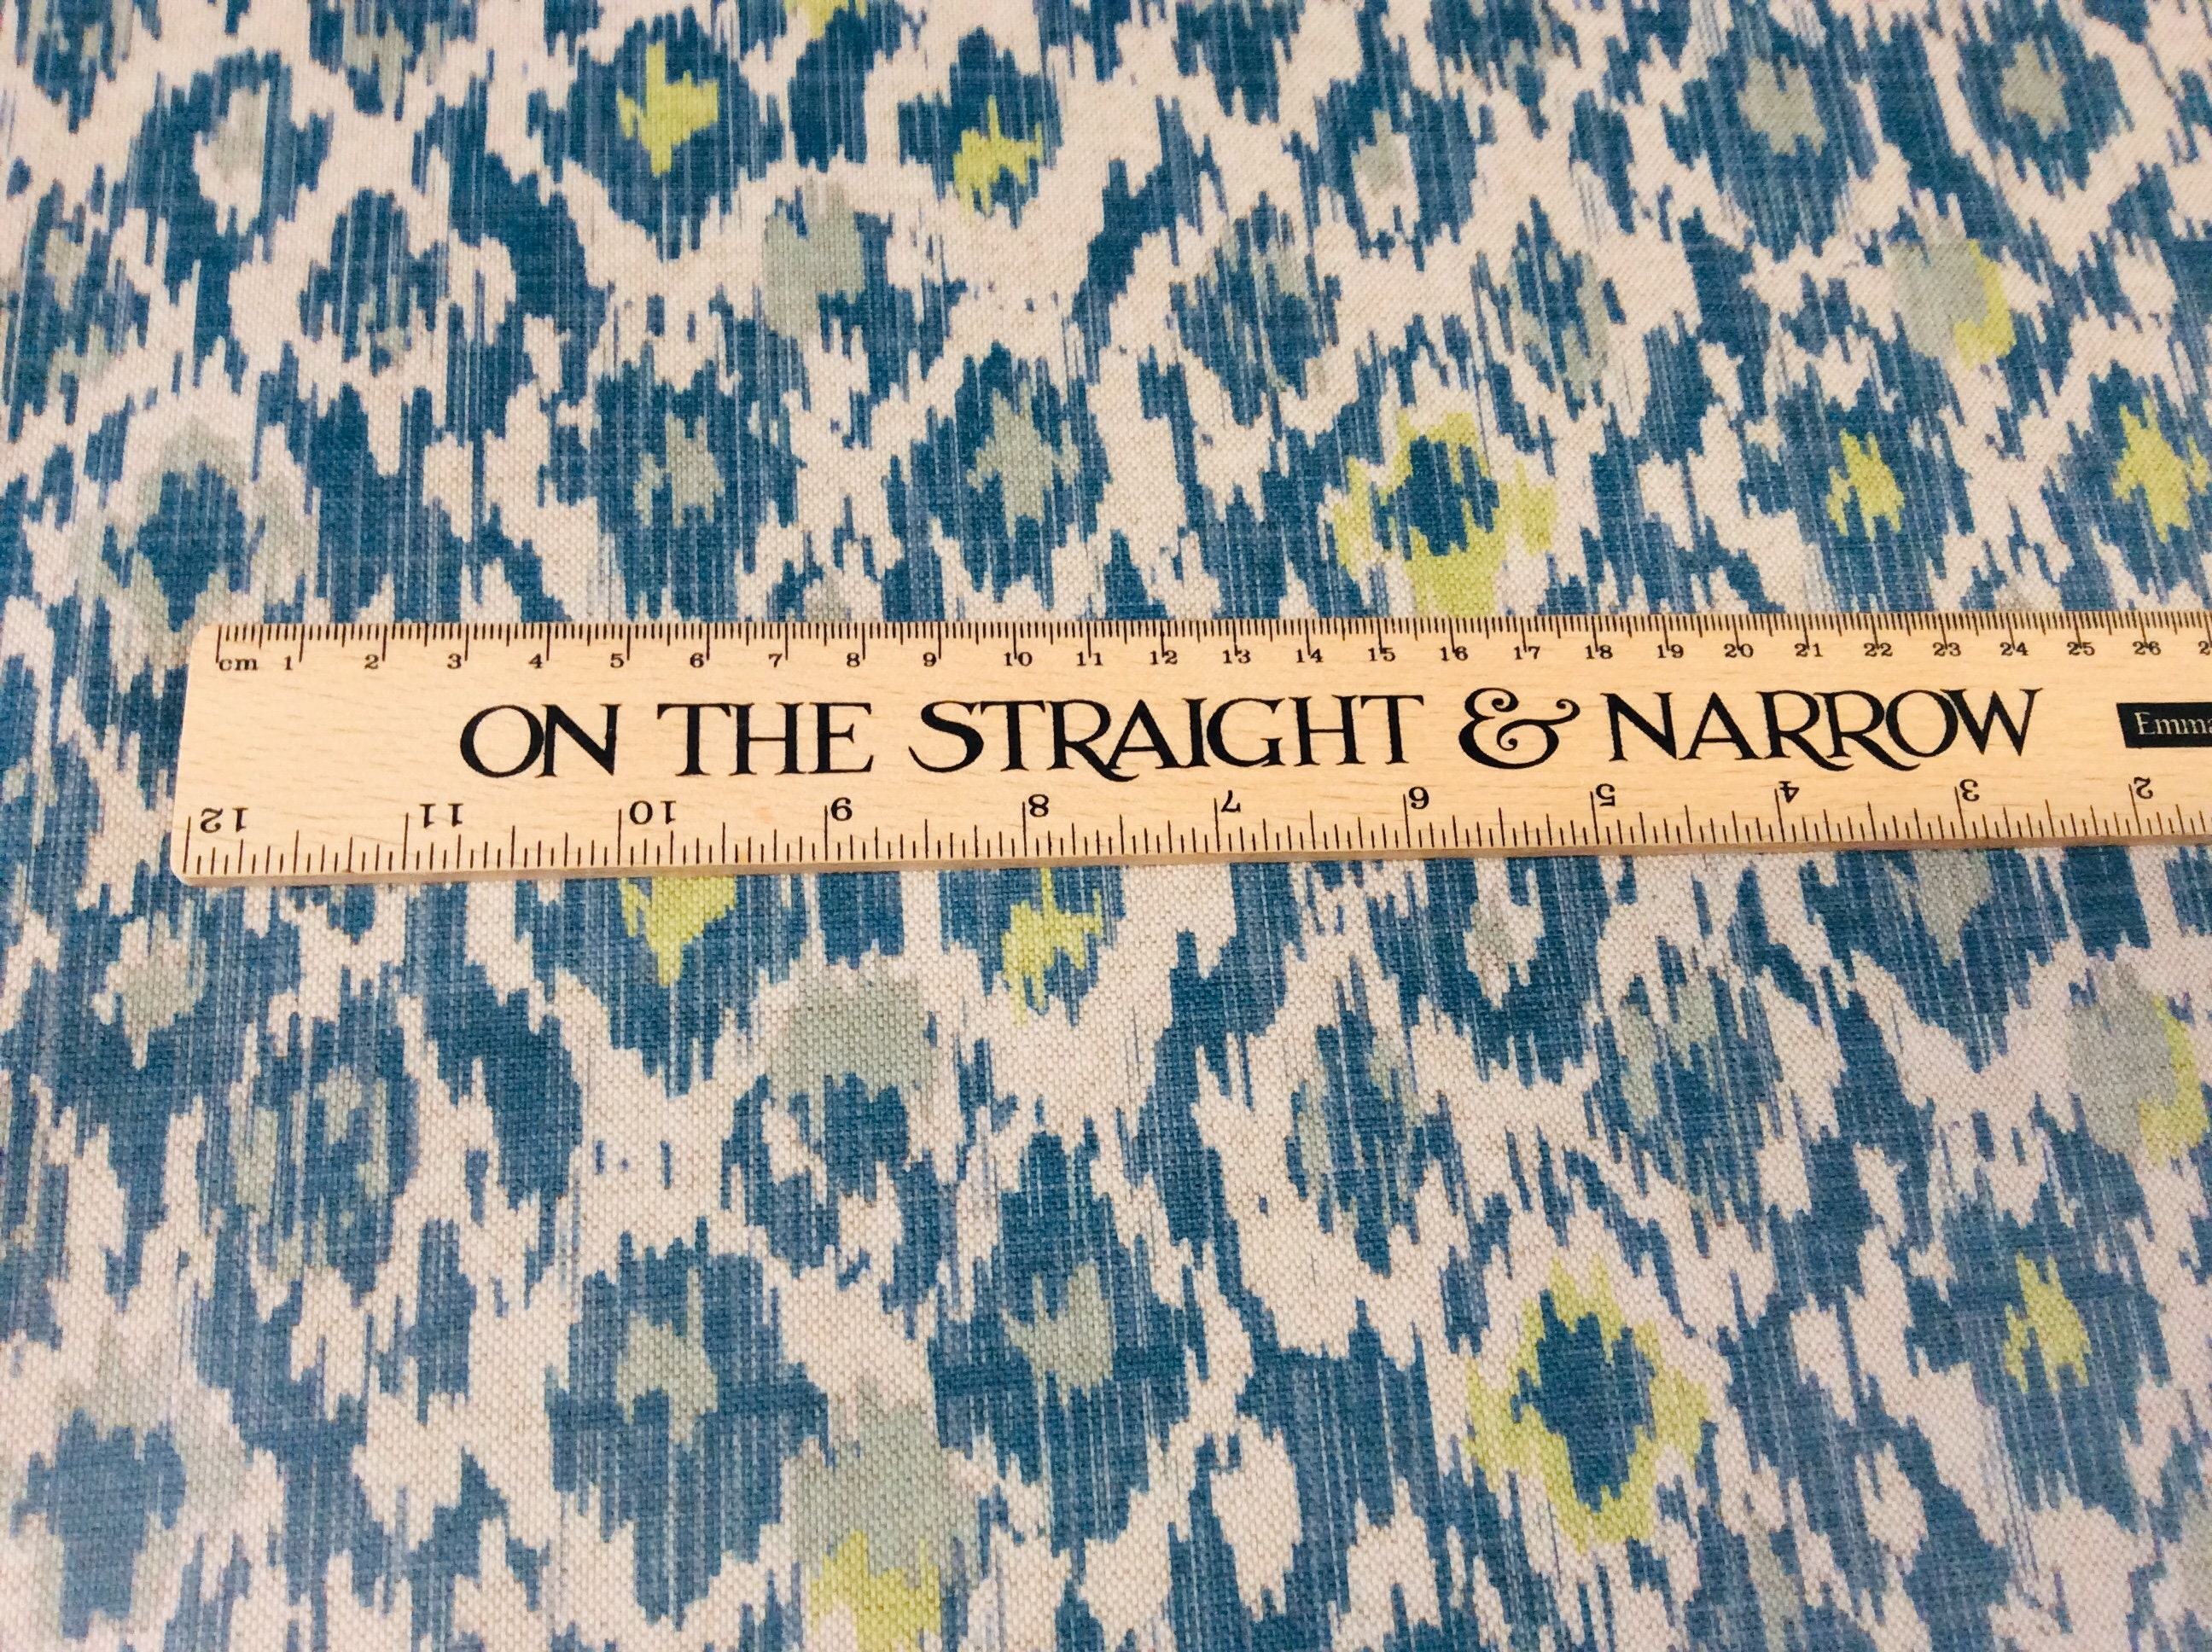 cm 1 2 3 4 5 6 7 8 9 10 11 12 13 14 15 16 17 18 19 20 21 22 23 24 25 26
ON THE STRAIGHT & NARROW
Emma
12 11 10 9 8 7 6 5 4 3 2